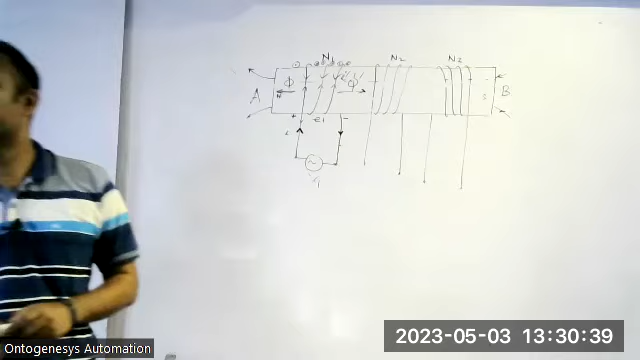 N1 N2 N2
A Φ Φ' B
+ e1 -
~
V1
Ontogenesys Automation
2023-05-03 13:30:39